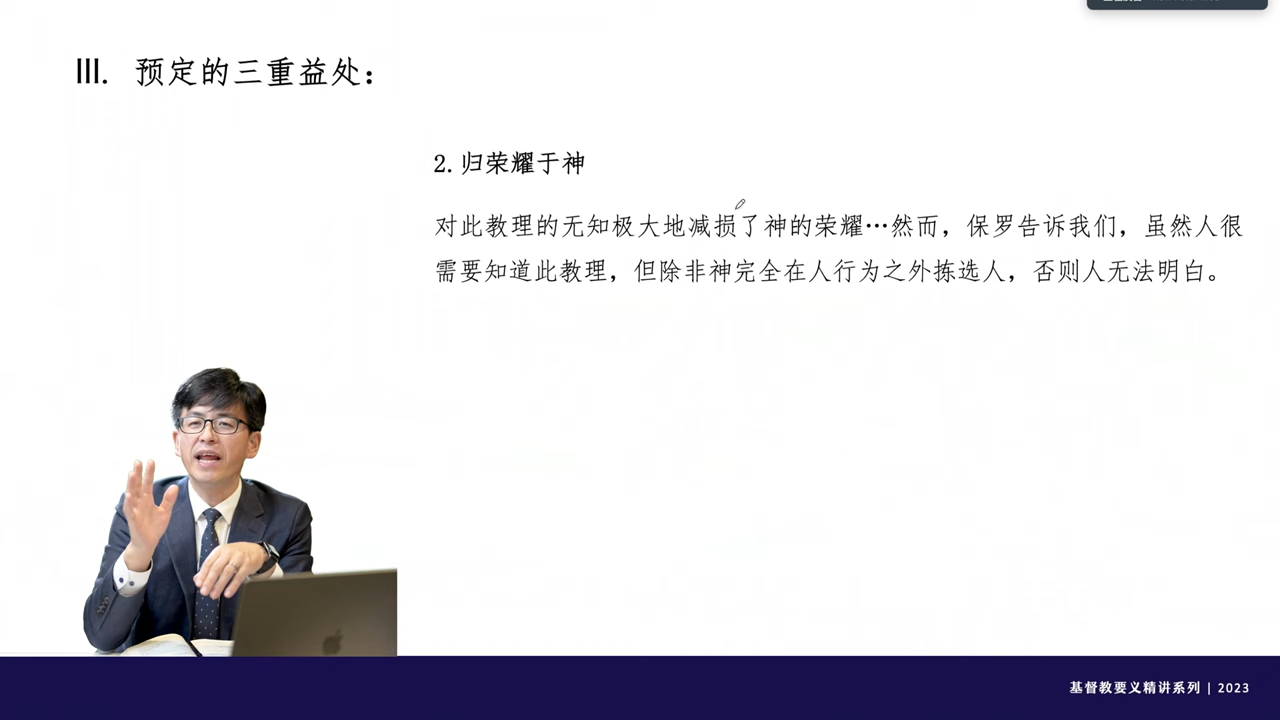 III. 预定的三重益处：
2. 归荣耀于神
对此教理的无知极大地减损了神的荣耀…然而，保罗告诉我们，虽然人很
需要知道此教理，但除非神完全在人行为之外拣选人，否则人无法明白。
基督教要义精讲系列 | 2023